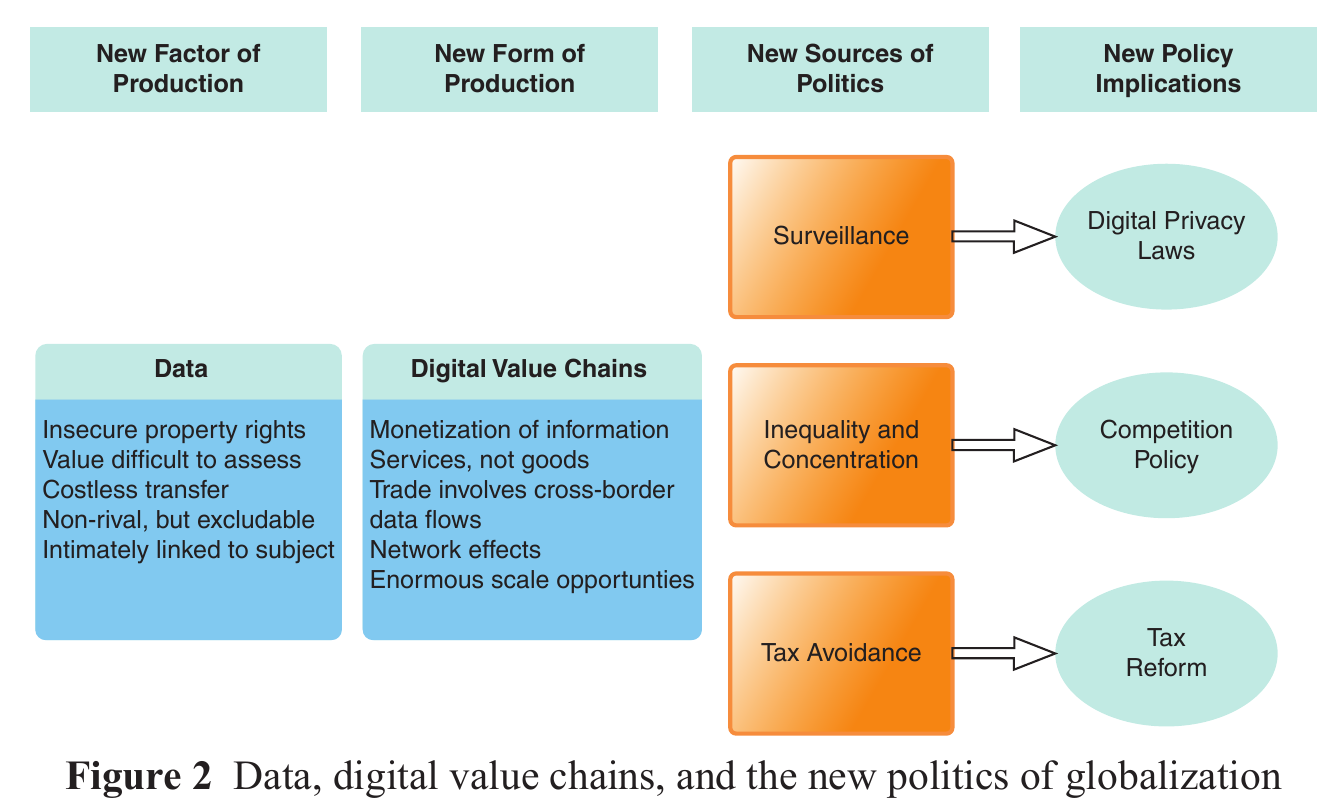 New Factor of
Production
New Form of
Production
New Sources of
Politics
New Policy
Implications
Surveillance
Digital Privacy
Laws
Data
Insecure property rights
Value difficult to assess
Costless transfer
Non-rival, but excludable
Intimately linked to subject
Digital Value Chains
Monetization of information
Services, not goods
Trade involves cross-border
data flows
Network effects
Enormous scale opportunties
Inequality and
Concentration
Competition
Policy
Tax Avoidance
Tax
Reform
Figure 2 Data, digital value chains, and the new politics of globalization